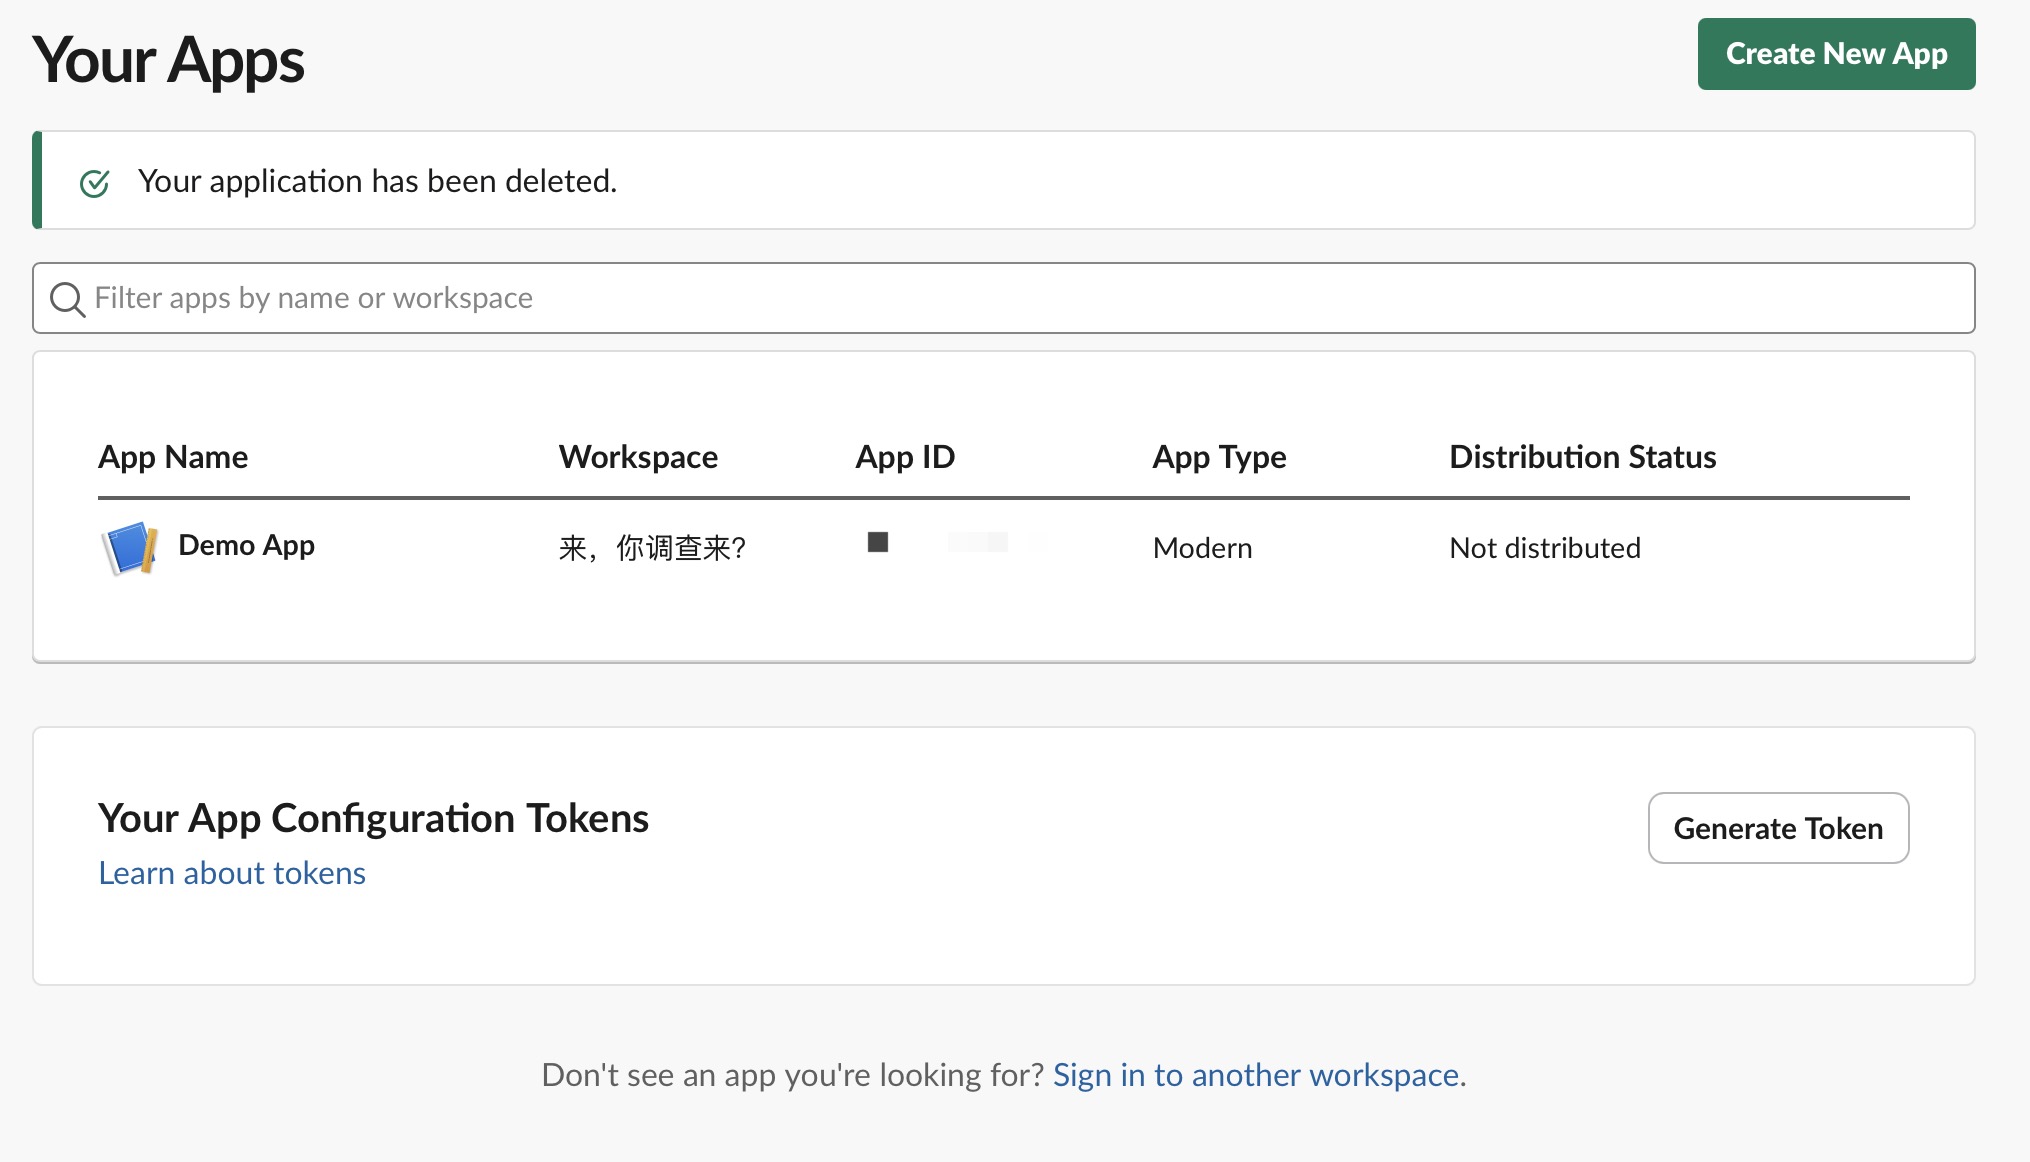 Your Apps
Create New App
Your application has been deleted.
Filter apps by name or workspace
App Name Workspace App ID App Type Distribution Status
Demo App 来，你调查来? Modern Not distributed
Your App Configuration Tokens
Generate Token
Learn about tokens
Don't see an app you're looking for? Sign in to another workspace.